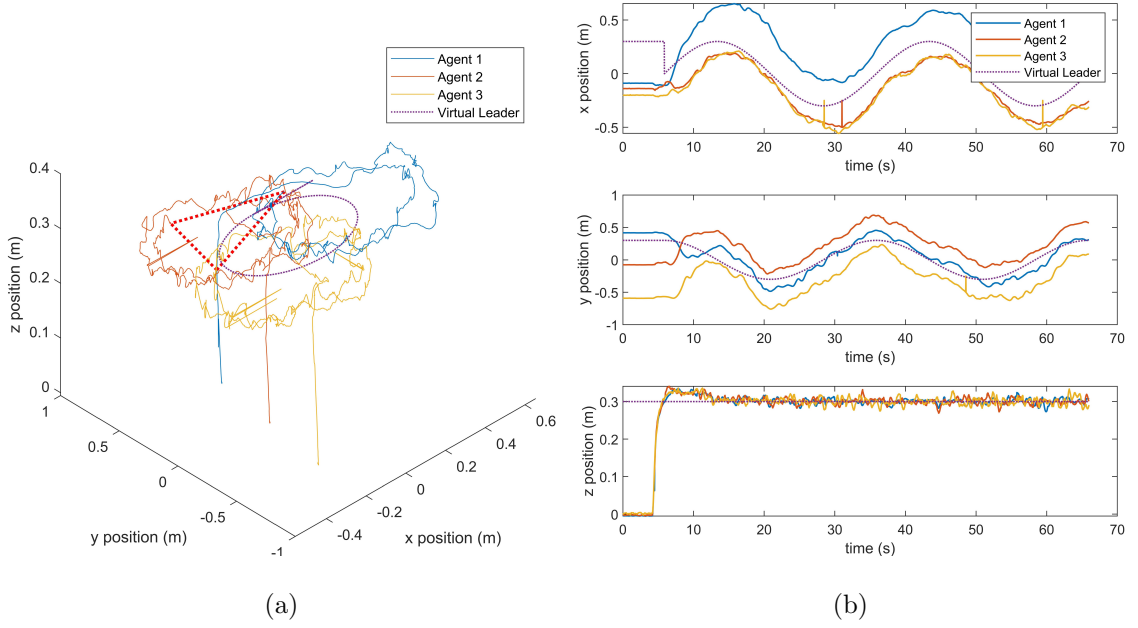 Agent 1
Agent 2
Agent 3
Virtual Leader
0.4
0.3
0.2
0.1
0
z position (m)
1
0.5
0
-0.5
-1
y position (m)
0.6
0.4
0.2
0
-0.2
-0.4
x position (m)
(a)
0.5
0
-0.5
x position (m)
Agent 1
Agent 2
Agent 3
Virtual Leader
0 10 20 30 40 50 60 70
time (s)
1
0.5
0
-0.5
-1
y position (m)
0 10 20 30 40 50 60 70
time (s)
0.3
0.2
0.1
0
z position (m)
0 10 20 30 40 50 60 70
time (s)
(b)